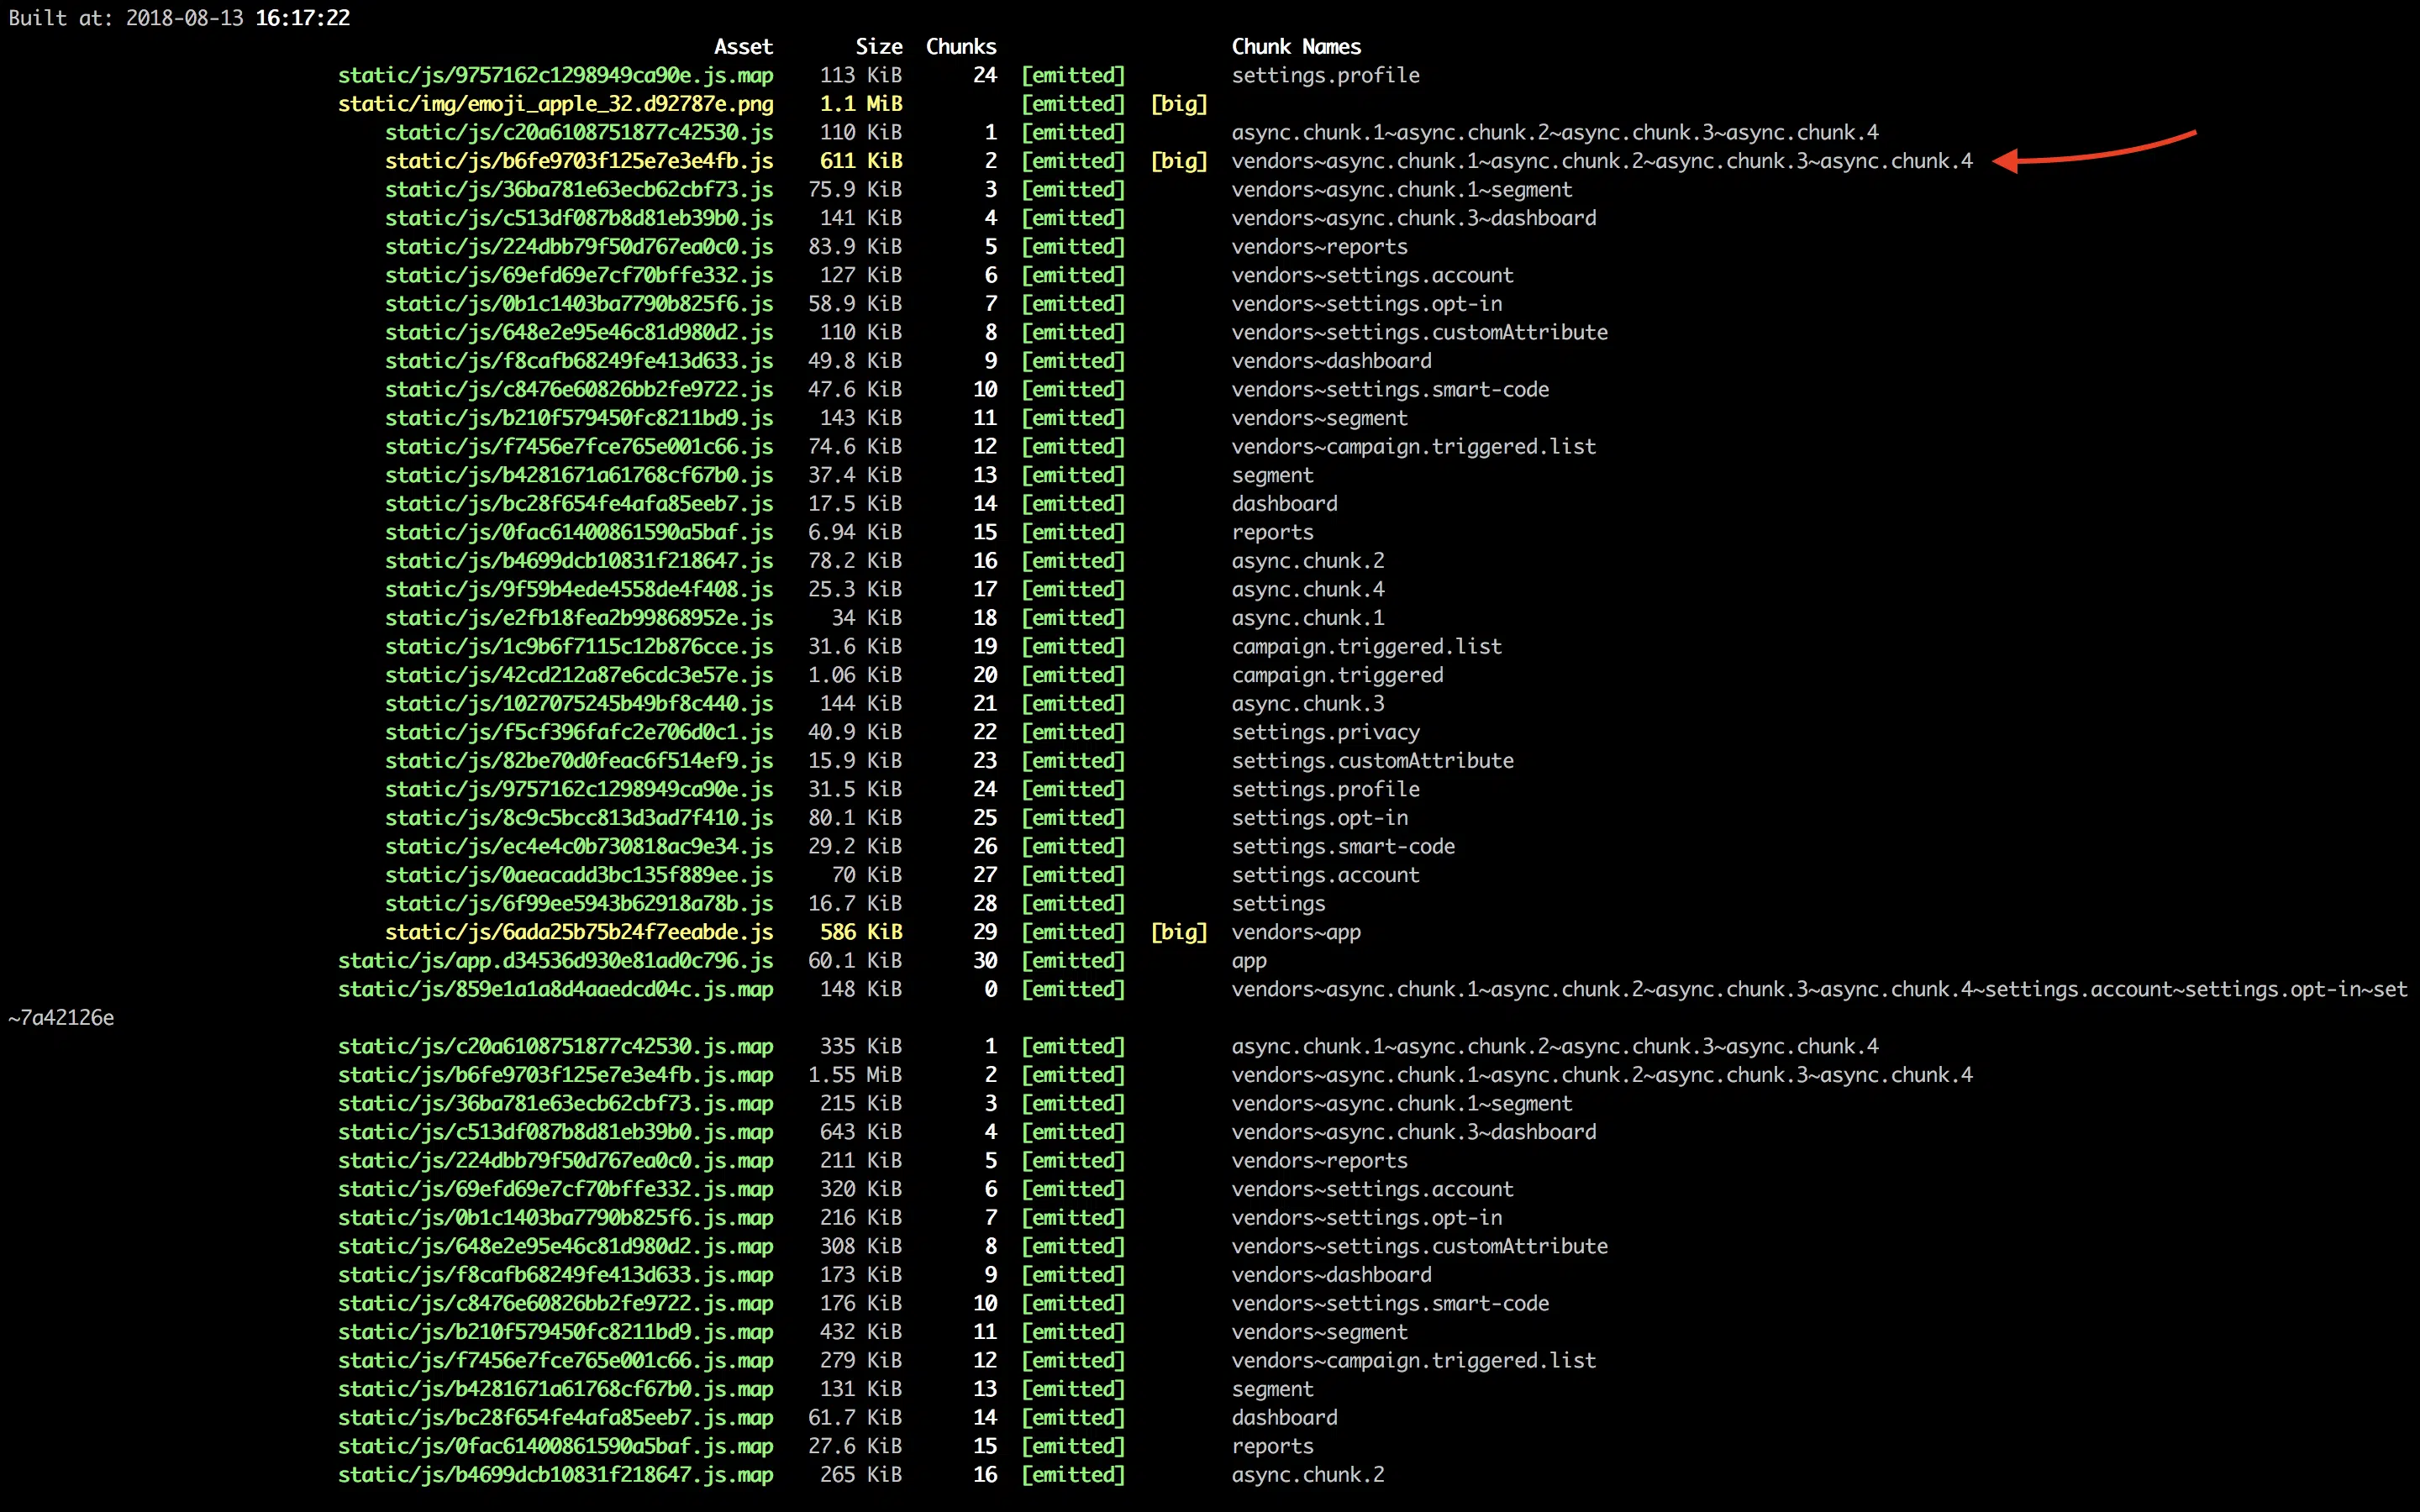 Built at: 2018-08-13 16:17:22
Asset Size Chunks Chunk Names
static/js/9757162c1298949ca90e.js.map 113 KiB 24 [emitted] settings.profile
static/img/emoji_apple_32.d92787e.png 1.1 MiB [emitted] [big]
static/js/c20a6108751877c42530.js 110 KiB 1 [emitted] async.chunk.1~async.chunk.2~async.chunk.3~async.chunk.4
static/js/b6fe9703f125e7e3e4fb.js 611 KiB 2 [emitted] [big] vendors~async.chunk.1~async.chunk.2~async.chunk.3~async.chunk.4
static/js/36ba781e63ecb62cbf73.js 75.9 KiB 3 [emitted] vendors~async.chunk.1~segment
static/js/c513df087b8d81eb39b0.js 141 KiB 4 [emitted] vendors~async.chunk.3~dashboard
static/js/224dbb79f50d767ea0c0.js 83.9 KiB 5 [emitted] vendors~reports
static/js/69efd69e7cf70bffe332.js 127 KiB 6 [emitted] vendors~settings.account
static/js/0b1c1403ba7790b825f6.js 58.9 KiB 7 [emitted] vendors~settings.opt-in
static/js/648e2e95e46c81d980d2.js 110 KiB 8 [emitted] vendors~settings.customAttribute
static/js/f8cafb68249fe413d633.js 49.8 KiB 9 [emitted] vendors~dashboard
static/js/c8476e60826bb2fe9722.js 47.6 KiB 10 [emitted] vendors~settings.smart-code
static/js/b210f579450fc8211bd9.js 143 KiB 11 [emitted] vendors~segment
static/js/f7456e7fce765e001c66.js 74.6 KiB 12 [emitted] vendors~campaign.triggered.list
static/js/b4281671a61768cf67b0.js 37.4 KiB 13 [emitted] segment
static/js/bc28f654fe4afa85eeb7.js 17.5 KiB 14 [emitted] dashboard
static/js/0fac61400861590a5baf.js 6.94 KiB 15 [emitted] reports
static/js/b4699dcb10831f218647.js 78.2 KiB 16 [emitted] async.chunk.2
static/js/9f59b4ede4558de4f408.js 25.3 KiB 17 [emitted] async.chunk.4
static/js/e2fb18fea2b99868952e.js 34 KiB 18 [emitted] async.chunk.1
static/js/1c9b6f7115c12b876cce.js 31.6 KiB 19 [emitted] campaign.triggered.list
static/js/42cd212a87e6cdc3e57e.js 1.06 KiB 20 [emitted] campaign.triggered
static/js/1027075245b49bf8c440.js 144 KiB 21 [emitted] async.chunk.3
static/js/f5cf396fafc2e706d0c1.js 40.9 KiB 22 [emitted] settings.privacy
static/js/82be70d0feac6f514ef9.js 15.9 KiB 23 [emitted] settings.customAttribute
static/js/9757162c1298949ca90e.js 31.5 KiB 24 [emitted] settings.profile
static/js/8c9c5bcc813d3ad7f410.js 80.1 KiB 25 [emitted] settings.opt-in
static/js/ec4e4c0b730818ac9e34.js 29.2 KiB 26 [emitted] settings.smart-code
static/js/0aeacadd3bc135f889ee.js 70 KiB 27 [emitted] settings.account
static/js/6f99ee5943b62918a78b.js 16.7 KiB 28 [emitted] settings
static/js/6ada25b75b24f7eeabde.js 586 KiB 29 [emitted] [big] vendors~app
static/js/app.d34536d930e81ad0c796.js 60.1 KiB 30 [emitted] app
static/js/859e1a1a8d4aaedcd04c.js.map 148 KiB 0 [emitted] vendors~async.chunk.1~async.chunk.2~async.chunk.3~async.chunk.4~settings.account~settings.opt-in~set
~7a42126e
static/js/c20a6108751877c42530.js.map 335 KiB 1 [emitted] async.chunk.1~async.chunk.2~async.chunk.3~async.chunk.4
static/js/b6fe9703f125e7e3e4fb.js.map 1.55 MiB 2 [emitted] vendors~async.chunk.1~async.chunk.2~async.chunk.3~async.chunk.4
static/js/36ba781e63ecb62cbf73.js.map 215 KiB 3 [emitted] vendors~async.chunk.1~segment
static/js/c513df087b8d81eb39b0.js.map 643 KiB 4 [emitted] vendors~async.chunk.3~dashboard
static/js/224dbb79f50d767ea0c0.js.map 211 KiB 5 [emitted] vendors~reports
static/js/69efd69e7cf70bffe332.js.map 320 KiB 6 [emitted] vendors~settings.account
static/js/0b1c1403ba7790b825f6.js.map 216 KiB 7 [emitted] vendors~settings.opt-in
static/js/648e2e95e46c81d980d2.js.map 308 KiB 8 [emitted] vendors~settings.customAttribute
static/js/f8cafb68249fe413d633.js.map 173 KiB 9 [emitted] vendors~dashboard
static/js/c8476e60826bb2fe9722.js.map 176 KiB 10 [emitted] vendors~settings.smart-code
static/js/b210f579450fc8211bd9.js.map 432 KiB 11 [emitted] vendors~segment
static/js/f7456e7fce765e001c66.js.map 279 KiB 12 [emitted] vendors~campaign.triggered.list
static/js/b4281671a61768cf67b0.js.map 131 KiB 13 [emitted] segment
static/js/bc28f654fe4afa85eeb7.js.map 61.7 KiB 14 [emitted] dashboard
static/js/0fac61400861590a5baf.js.map 27.6 KiB 15 [emitted] reports
static/js/b4699dcb10831f218647.js.map 265 KiB 16 [emitted] async.chunk.2